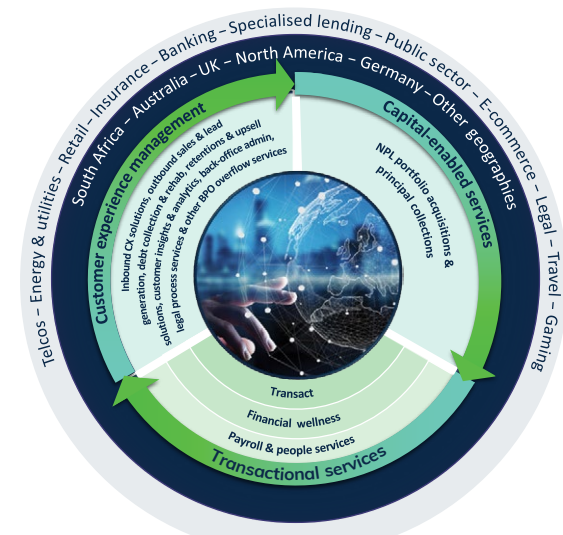 Telcos – Energy & utilities – Retail – Insurance – Banking – Specialised lending – Public sector – E-commerce – Legal – Travel – Gaming
South Africa – Australia – UK – North America – Germany – Other geographies
Customer experience management
Inbound CX solutions, outbound sales & lead
generation, debt collection & rehab, retentions & upsell
solutions, customer insights & analytics, back-office admin,
legal process services & other BPO overflow services
Capital-enabled services
NPL portfolio acquisitions &
principal collections
Transact
Financial wellness
Payroll & people services
Transactional services